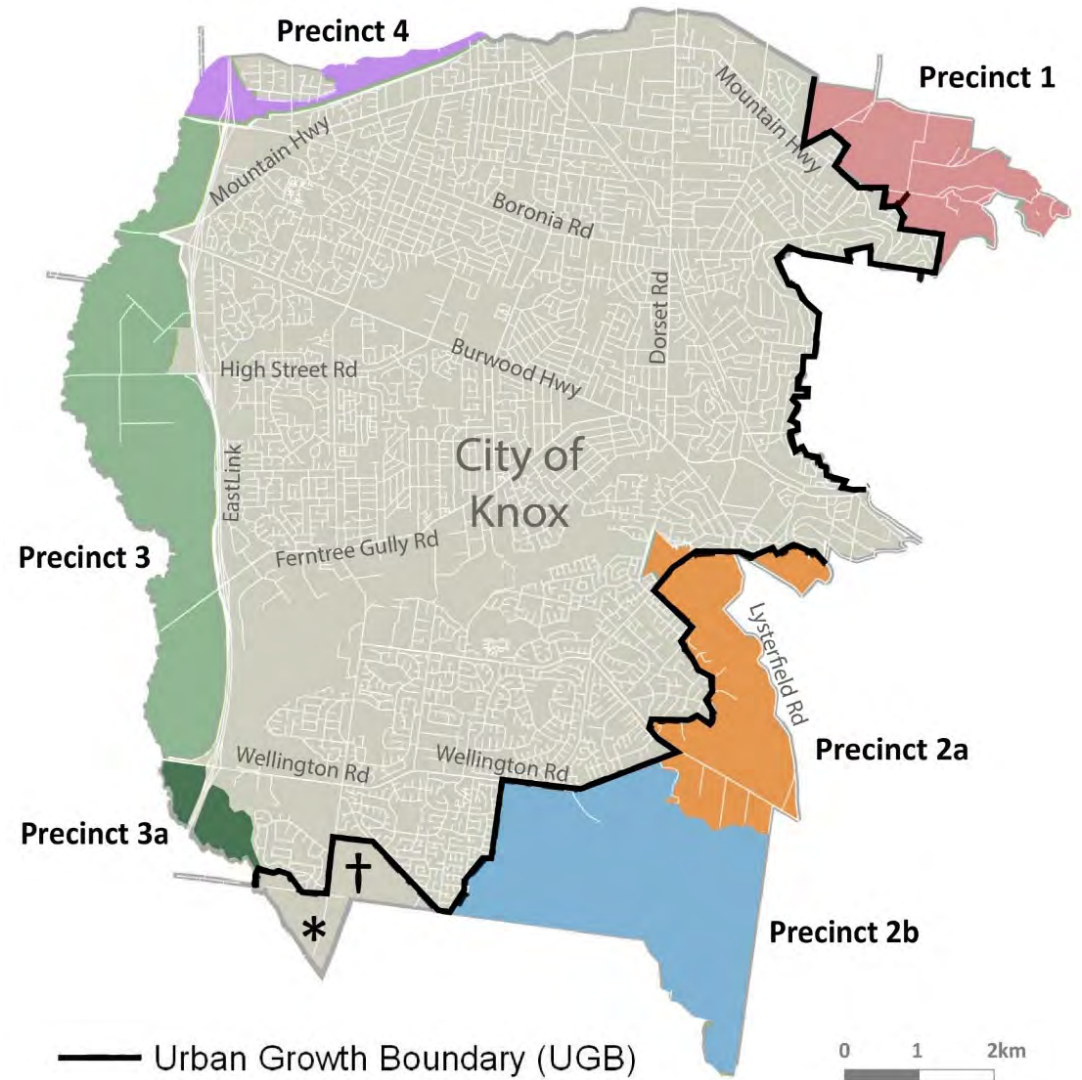 Precinct 4
Precinct 1
Mountain Hwy
Mountain Hwy
Boronia Rd
Dorset Rd
Burwood Hwy
High Street Rd
City of
Knox
EastLink
Ferntree Gully Rd
Precinct 3
Lysterfield Rd
Wellington Rd
Wellington Rd
Precinct 2a
Precinct 3a
†
*
Precinct 2b
Urban Growth Boundary (UGB)
0 1 2km